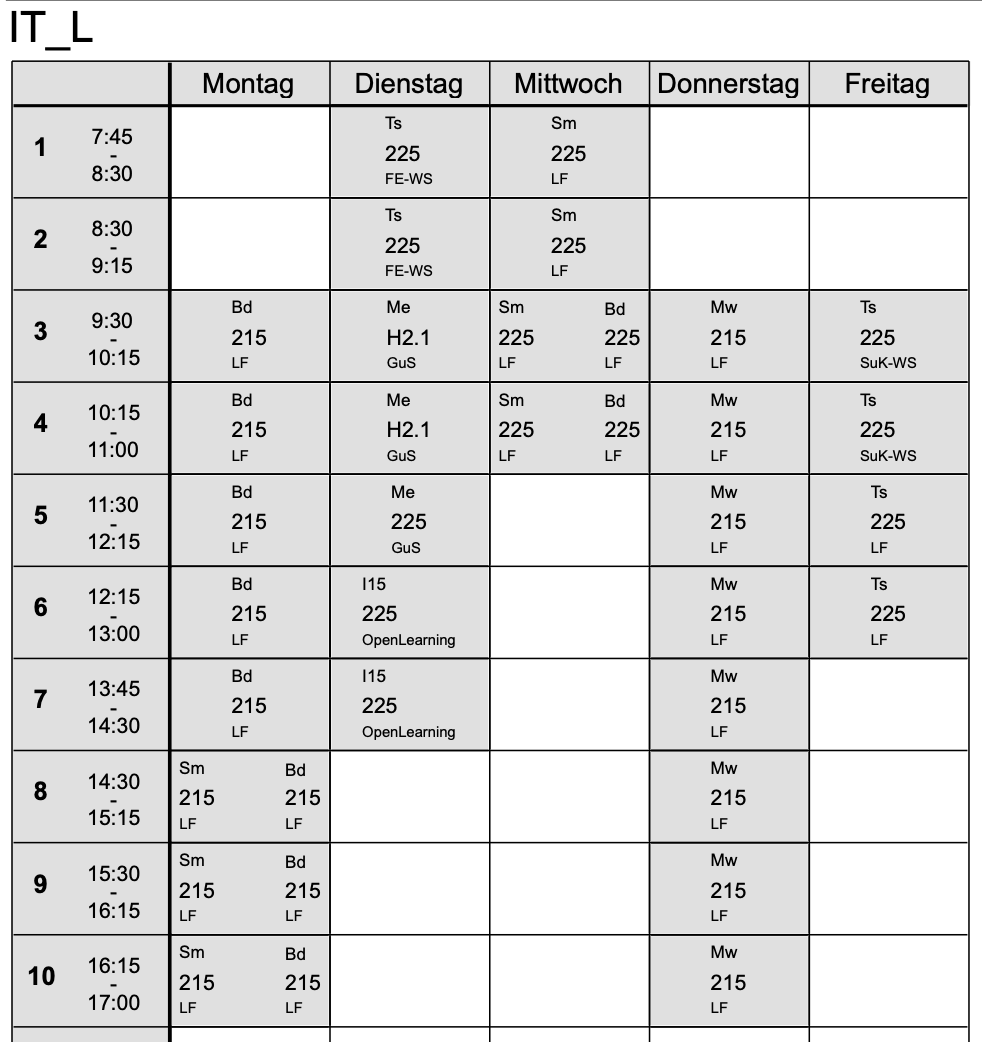 IT_L
Montag Dienstag Mittwoch Donnerstag Freitag
1 7:45 - 8:30
Ts 225 FE-WS
Sm 225 LF
2 8:30 - 9:15
Ts 225 FE-WS
Sm 225 LF
3 9:30 - 10:15
Bd 215 LF
Me H2.1 GuS
Sm 225 LF
Bd 225 LF
Mw 215 LF
Ts 225 SuK-WS
4 10:15 - 11:00
Bd 215 LF
Me H2.1 GuS
Sm 225 LF
Bd 225 LF
Mw 215 LF
Ts 225 SuK-WS
5 11:30 - 12:15
Bd 215 LF
Me 225 GuS
Mw 215 LF
Ts 225 LF
6 12:15 - 13:00
Bd 215 LF
I15 225 OpenLearning
Mw 215 LF
Ts 225 LF
7 13:45 - 14:30
Bd 215 LF
I15 225 OpenLearning
Mw 215 LF
8 14:30 - 15:15
Sm 215 LF
Bd 215 LF
Mw 215 LF
9 15:30 - 16:15
Sm 215 LF
Bd 215 LF
Mw 215 LF
10 16:15 - 17:00
Sm 215 LF
Bd 215 LF
Mw 215 LF